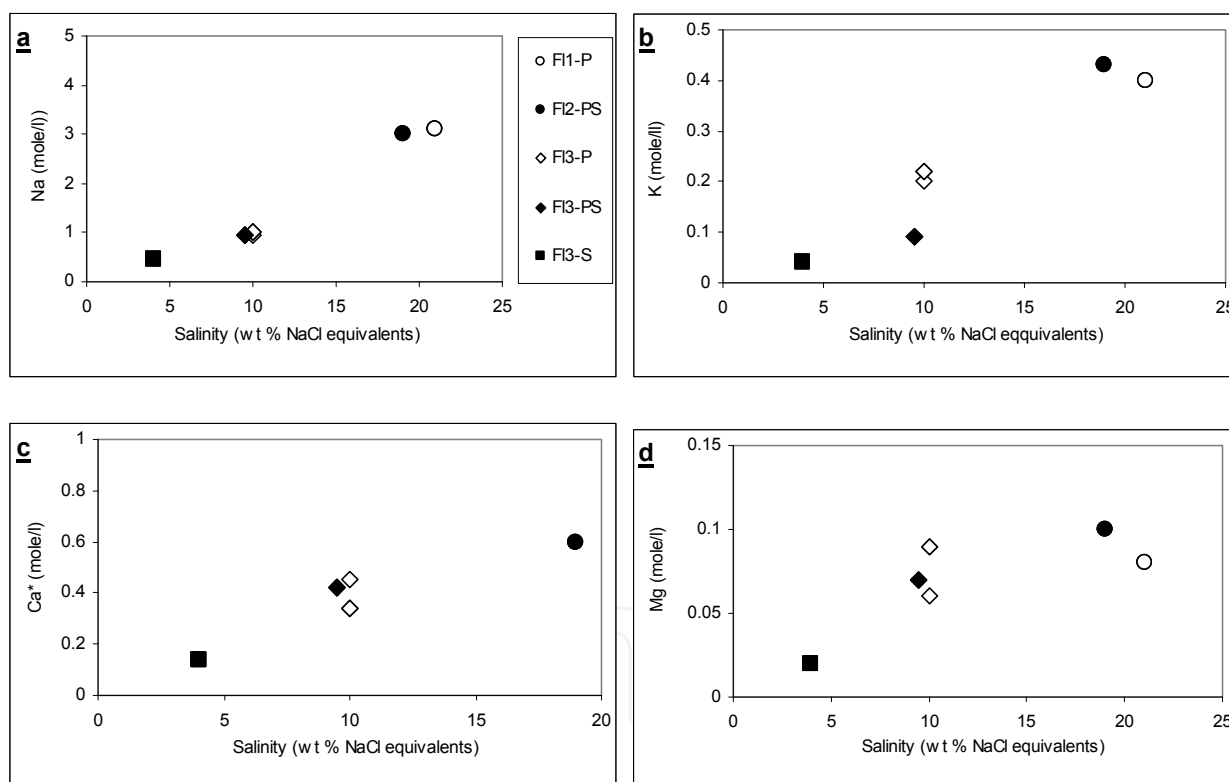 a
5
4
3
2
1
0
Na (mole/l))
0 5 10 15 20 25
Salinity (wt % NaCl equivalents)
FI1-P
FI2-PS
FI3-P
FI3-PS
FI3-S
b
0.5
0.4
0.3
0.2
0.1
0
K (mole/ll)
0 5 10 15 20 25
Salinity (wt % NaCl eqquivalents)
c
1
0.8
0.6
0.4
0.2
0
Ca* (mole/l)
0 5 10 15 20
Salinity (wt % NaCl equivalents)
d
0.15
0.1
0.05
0
Mg (mole/l)
0 5 10 15 20 25
Salinity (wt % NaCl equivalents)